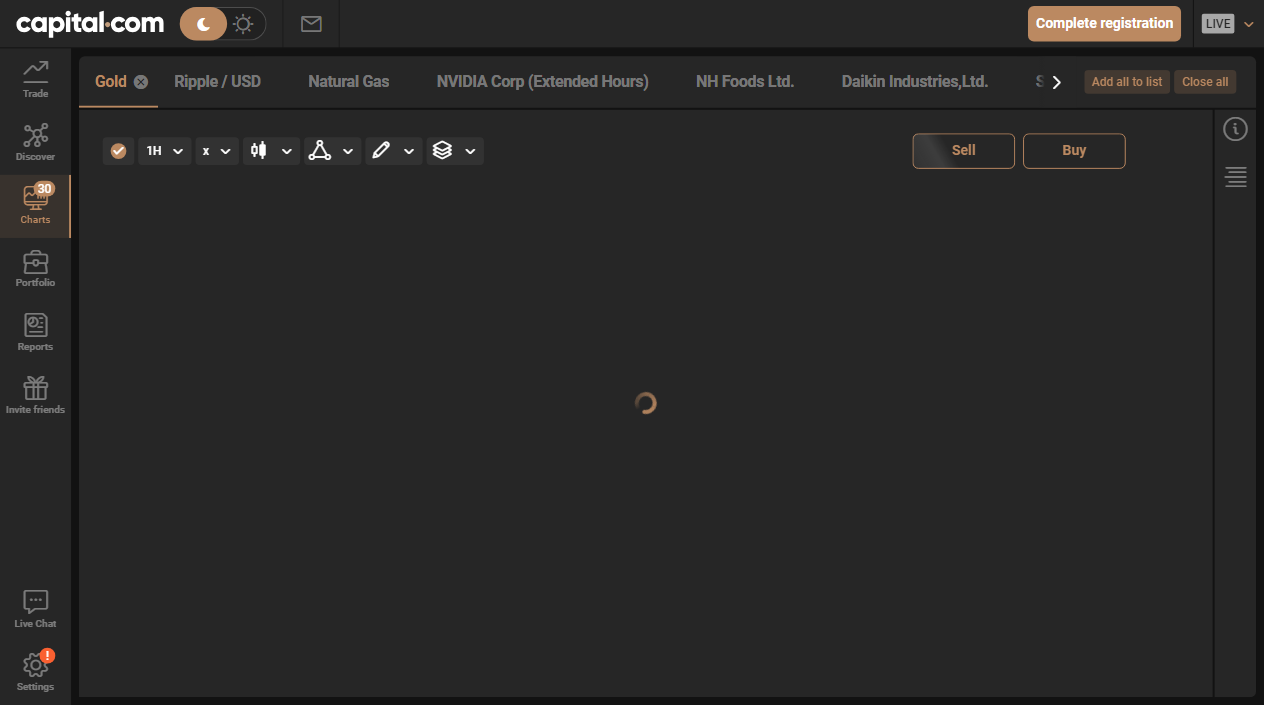 capital.com
Complete registration
LIVE
Trade
Discover
30
Charts
Portfolio
Reports
Invite friends
Live Chat
!
Settings
Gold
Ripple / USD
Natural Gas
NVIDIA Corp (Extended Hours)
NH Foods Ltd.
Daikin Industries,Ltd.
Add all to list
Close all
1H
x
Sell
Buy